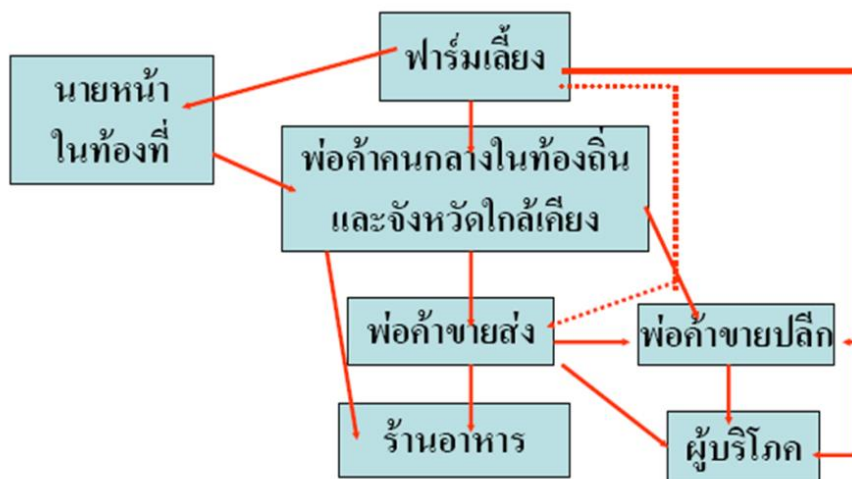 ฟาร์มเลี้ยง
นายหน้า
ในท้องที่
พ่อค้าคนกลางในท้องถิ่น
และจังหวัดใกล้เคียง
พ่อค้าขายส่ง
พ่อค้าขายปลีก
ร้านอาหาร
ผู้บริโภค